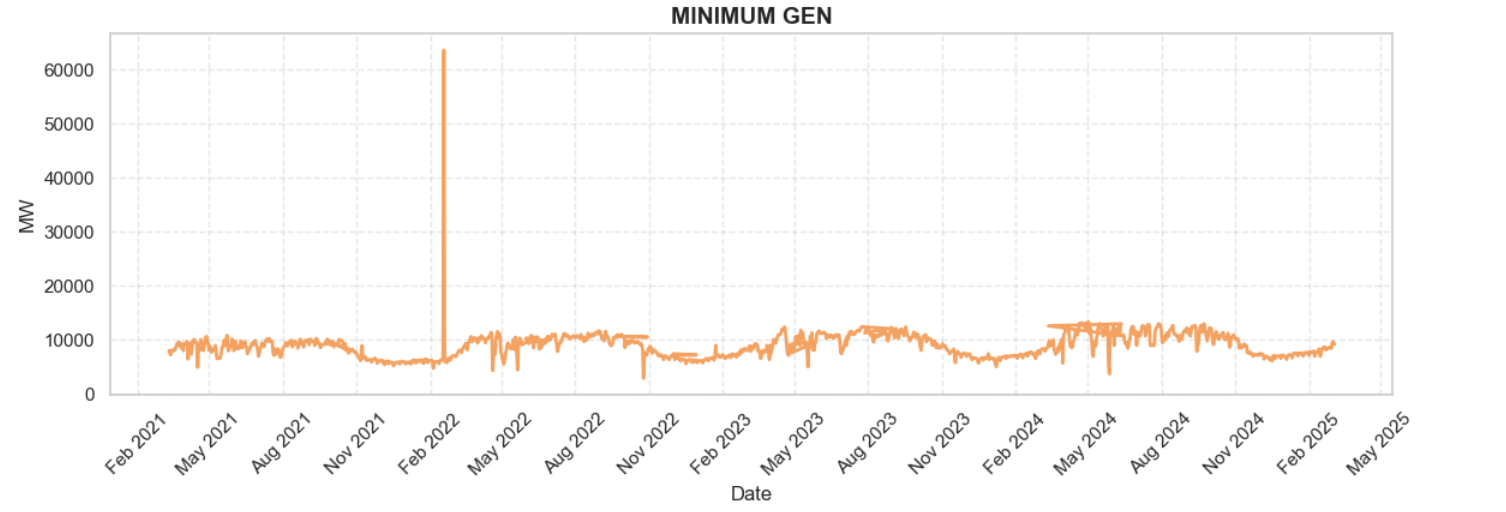 MINIMUM GEN
MW
60000
50000
40000
30000
20000
10000
0
Feb 2021
May 2021
Aug 2021
Nov 2021
Feb 2022
May 2022
Aug 2022
Nov 2022
Feb 2023
May 2023
Aug 2023
Nov 2023
Feb 2024
May 2024
Aug 2024
Nov 2024
Feb 2025
May 2025
Date